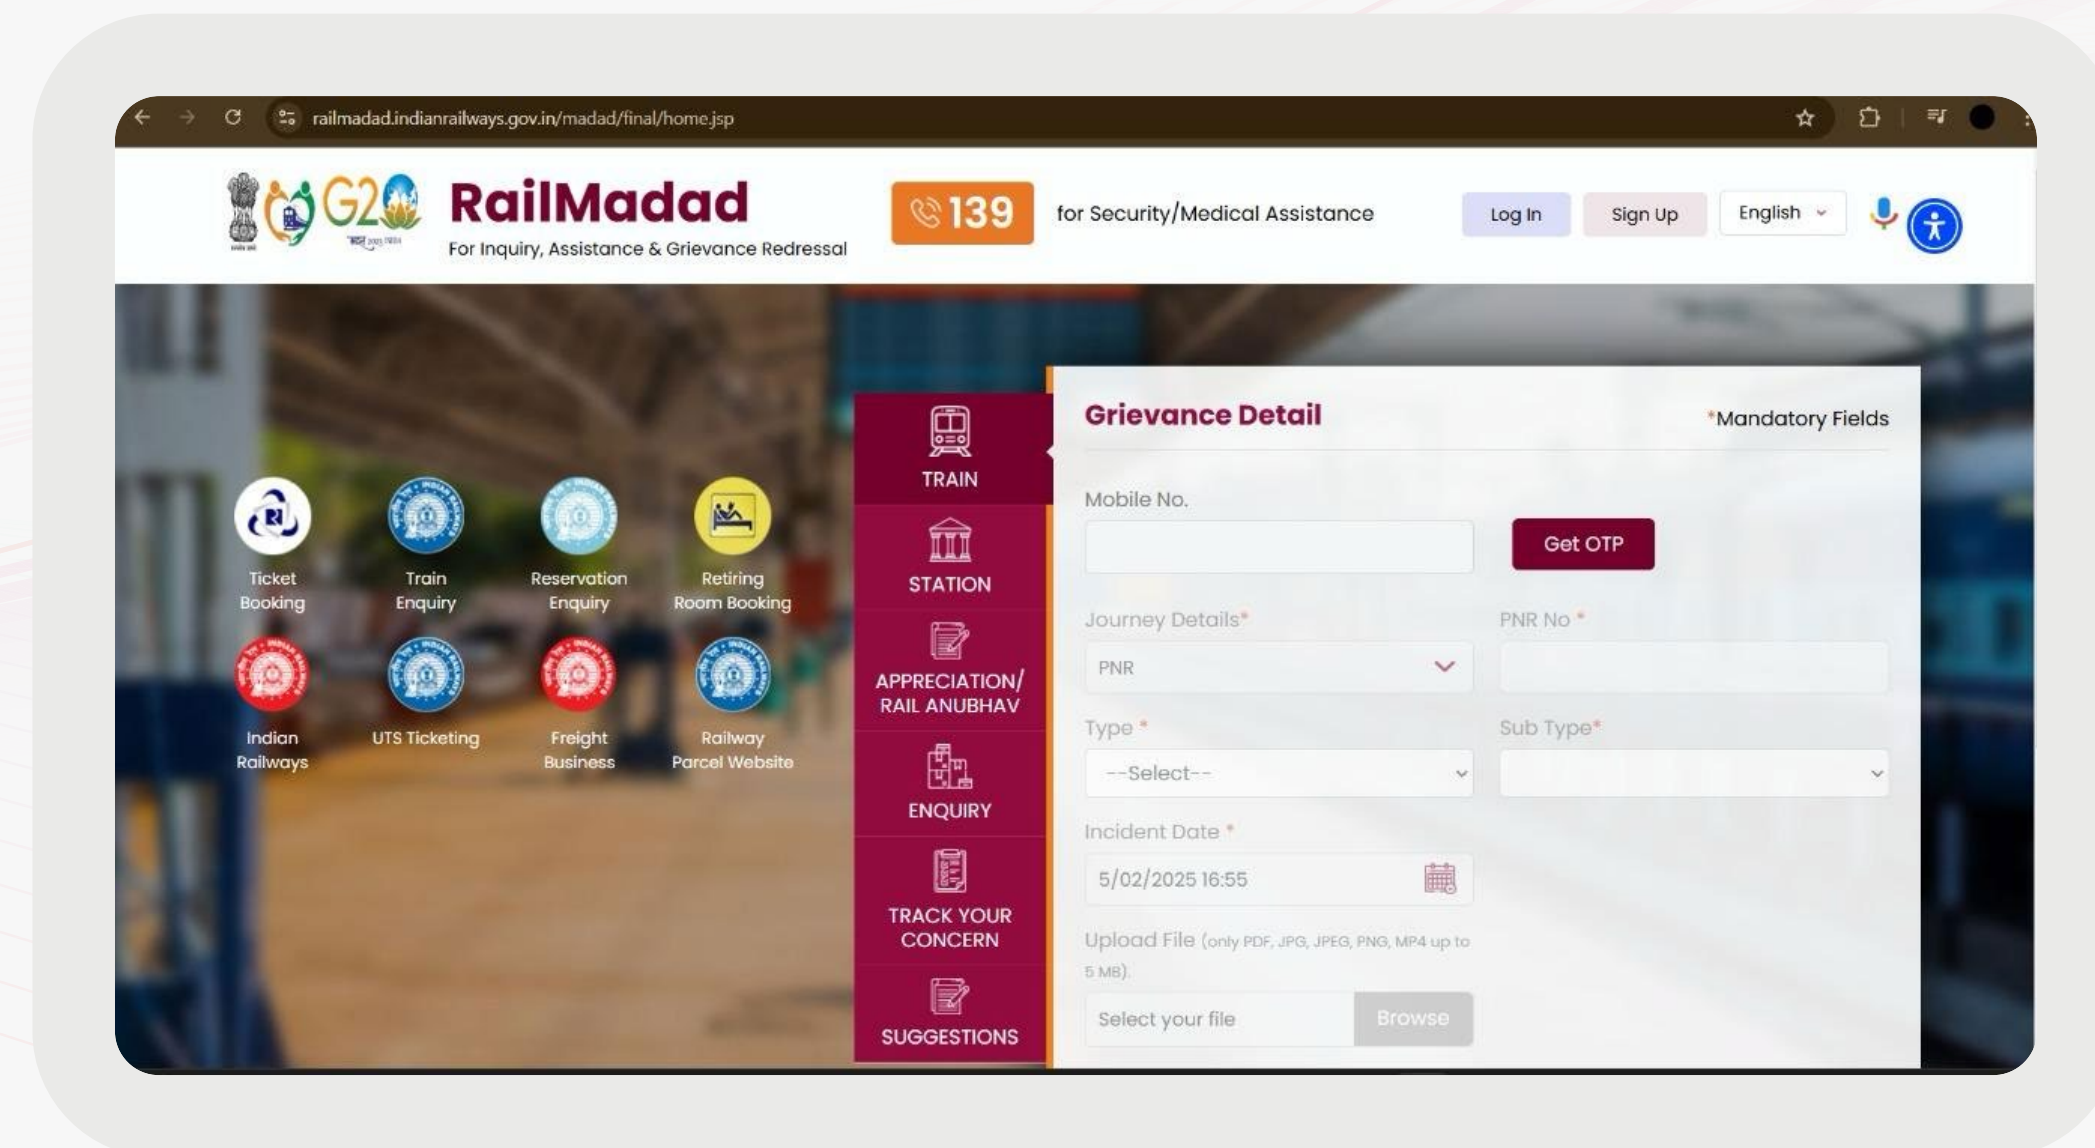 railmadad.indianrailways.gov.in/madad/final/home.jsp
G20
RailMadad
For Inquiry, Assistance & Grievance Redressal
139
for Security/Medical Assistance
Log In
Sign Up
English
Ticket
Booking
Train
Enquiry
Reservation
Enquiry
Retiring
Room Booking
Indian
Railways
UTS Ticketing
Freight
Business
Railway
Parcel Website
TRAIN
STATION
APPRECIATION/
RAIL ANUBHAV
ENQUIRY
TRACK YOUR
CONCERN
SUGGESTIONS
Grievance Detail
*Mandatory Fields
Mobile No.
Get OTP
Journey Details*
PNR No *
PNR
Type *
Sub Type*
--Select--
Incident Date *
5/02/2025 16:55
Upload File (only PDF, JPG, JPEG, PNG, MP4 up to
5 MB).
Select your file
Browse